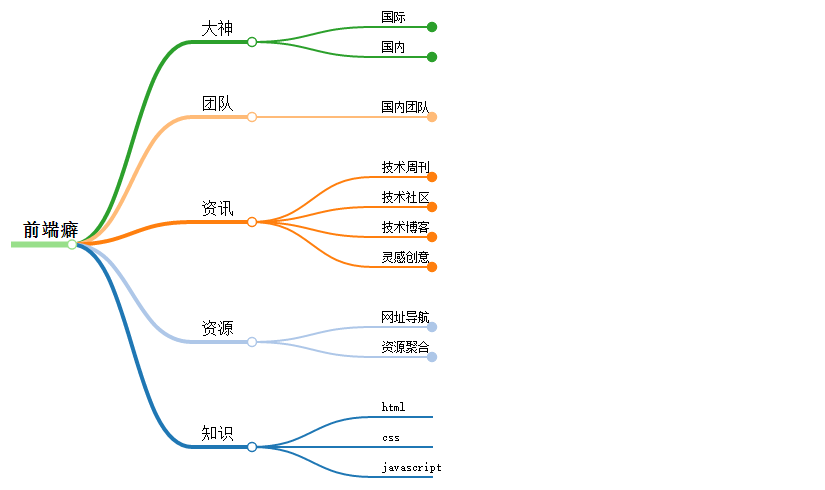 前端癖
大神
国际
国内
团队
国内团队
资讯
技术周刊
技术社区
技术博客
灵感创意
资源
网址导航
资源聚合
知识
html
css
javascript